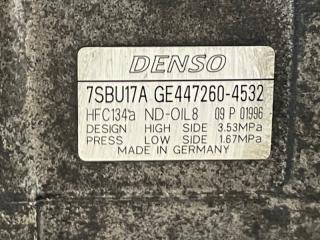 DENSO
7SBU17A GE447260-4532
HFC134a ND-OIL8 09 P 01996
DESIGN HIGH SIDE 3.53MPa
PRESS LOW SIDE 1.67MPa
MADE IN GERMANY